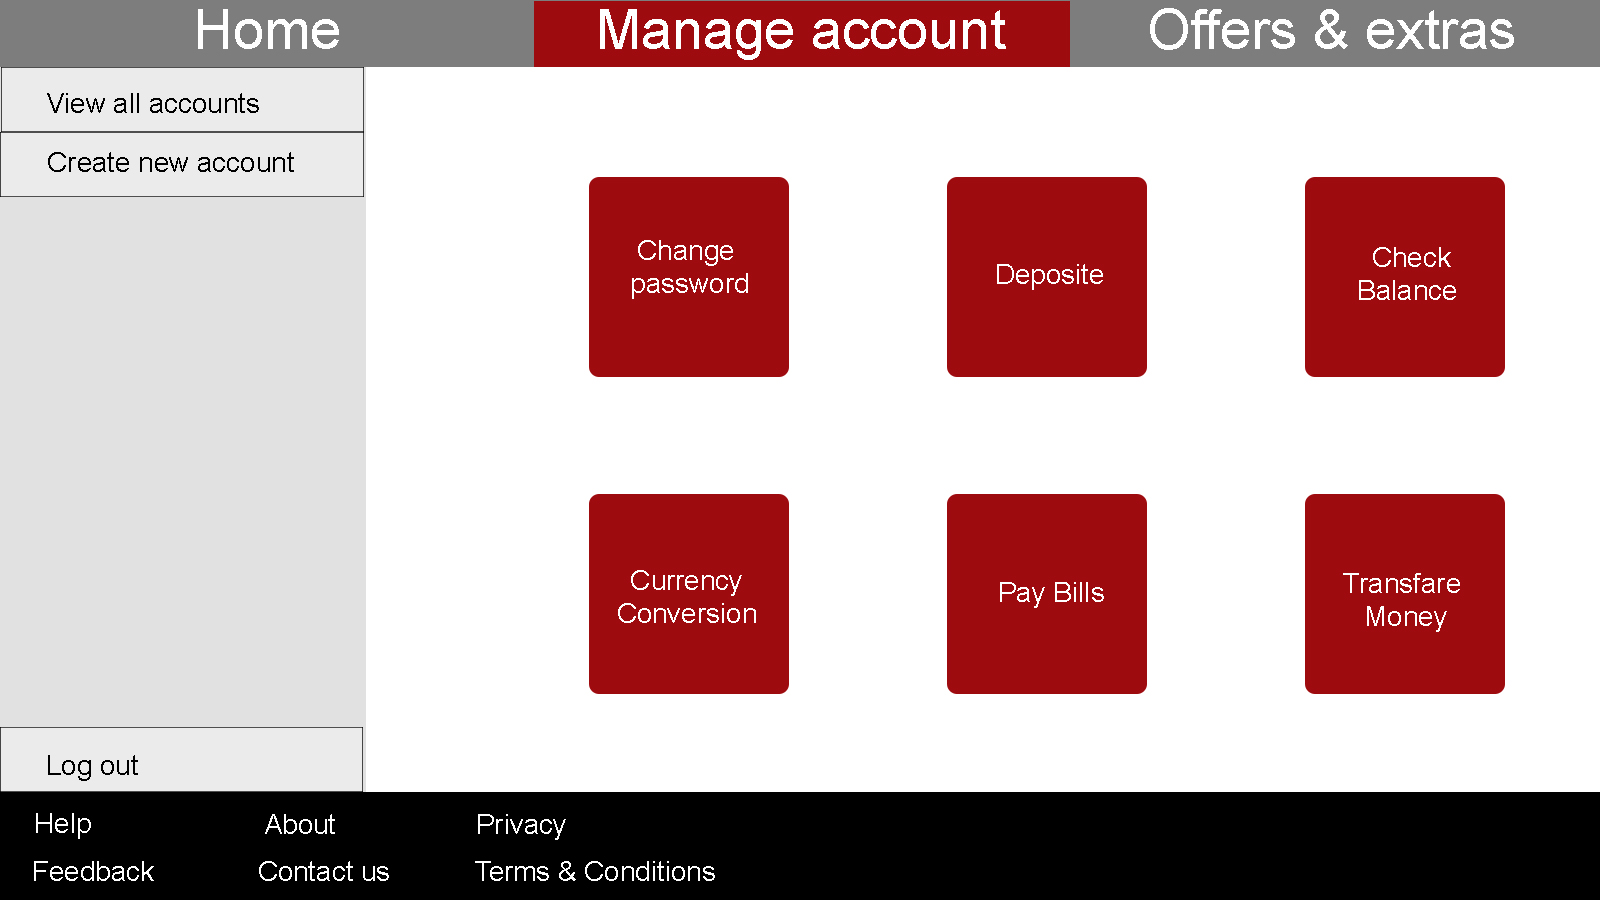 Home
Manage account
Offers & extras
View all accounts
Create new account
Change
password
Deposite
Check
Balance
Currency
Conversion
Pay Bills
Transfare
Money
Log out
Help
About
Privacy
Feedback
Contact us
Terms & Conditions